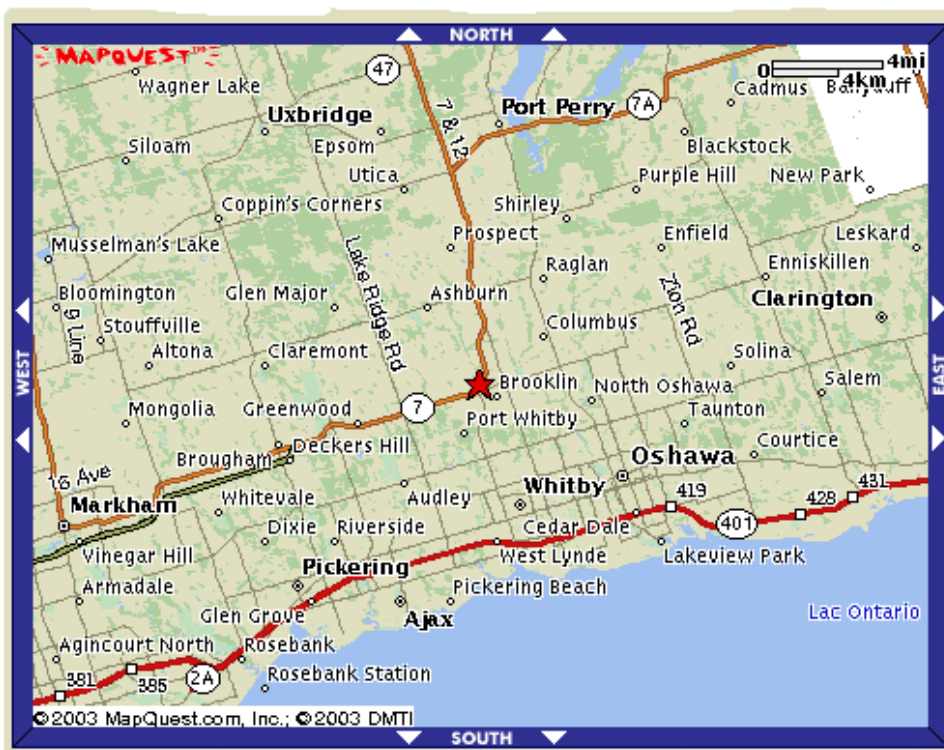 NORTH
MAPQUEST
0 4mi
4km
47
Wagner Lake
Cadmus
Port Perry
7A
Uxbridge
7 & 12
Siloam
Epsom
Blackstock
Utica
Purple Hill
New Park
Coppin's Corners
Shirley
Musselman's Lake
Prospect
Enfield
Leskard
Lake Ridge Rd
Raglan
Zion Rd
Enniskillen
Bloomington
Glen Major
Ashburn
Clarington
g Line
Stouffville
Columbus
WEST
EAST
Altona
Claremont
Solina
Brooklin
North Oshawa
Salem
Mongolia
Greenwood
7
Port Whitby
Taunton
Deckers Hill
Courtice
Brougham
Oshawa
16 Ave
Whitevale
Audley
Whitby
419
428
431
Markham
Dixie
Riverside
Cedar Dale
401
Vinegar Hill
West Lynde
Lakeview Park
Pickering
Armadale
Pickering Beach
Glen Grove
Ajax
Lac Ontario
Agincourt North
Rosebank
381
385
2A
Rosebank Station
©2003 MapQuest.com, Inc.; ©2003 DMTI
SOUTH